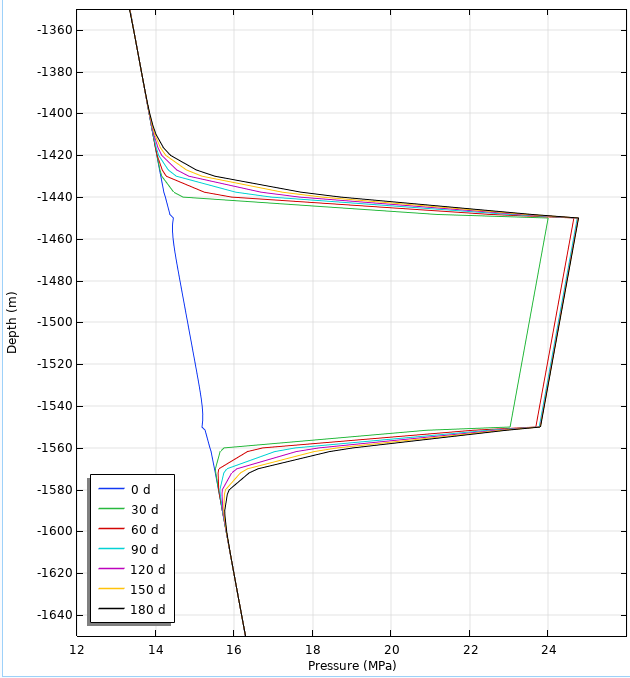 -1360
-1380
-1400
-1420
-1440
-1460
-1480
-1500
-1520
-1540
-1560
-1580
-1600
-1620
-1640
Depth (m)
0 d
30 d
60 d
90 d
120 d
150 d
180 d
12 14 16 18 20 22 24
Pressure (MPa)